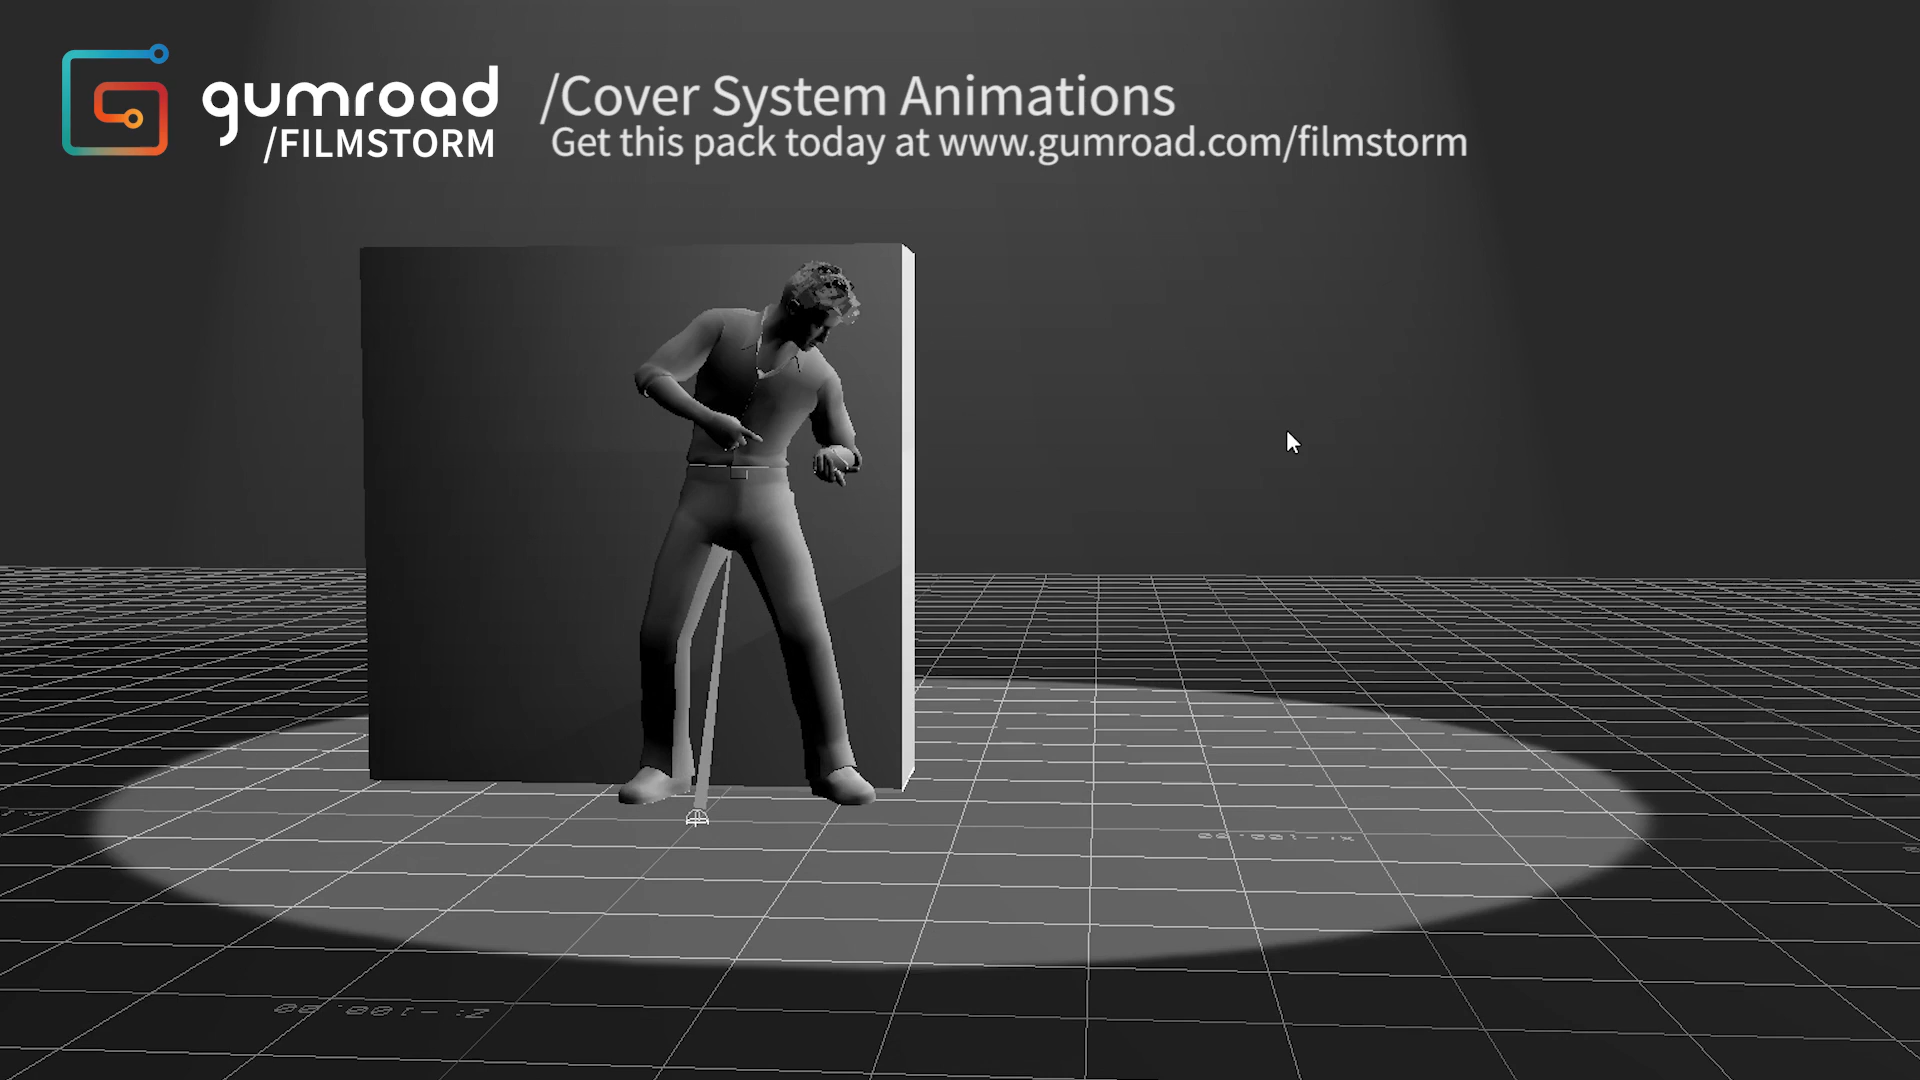 gumroad
/FILMSTORM
/Cover System Animations
Get this pack today at www.gumroad.com/filmstorm